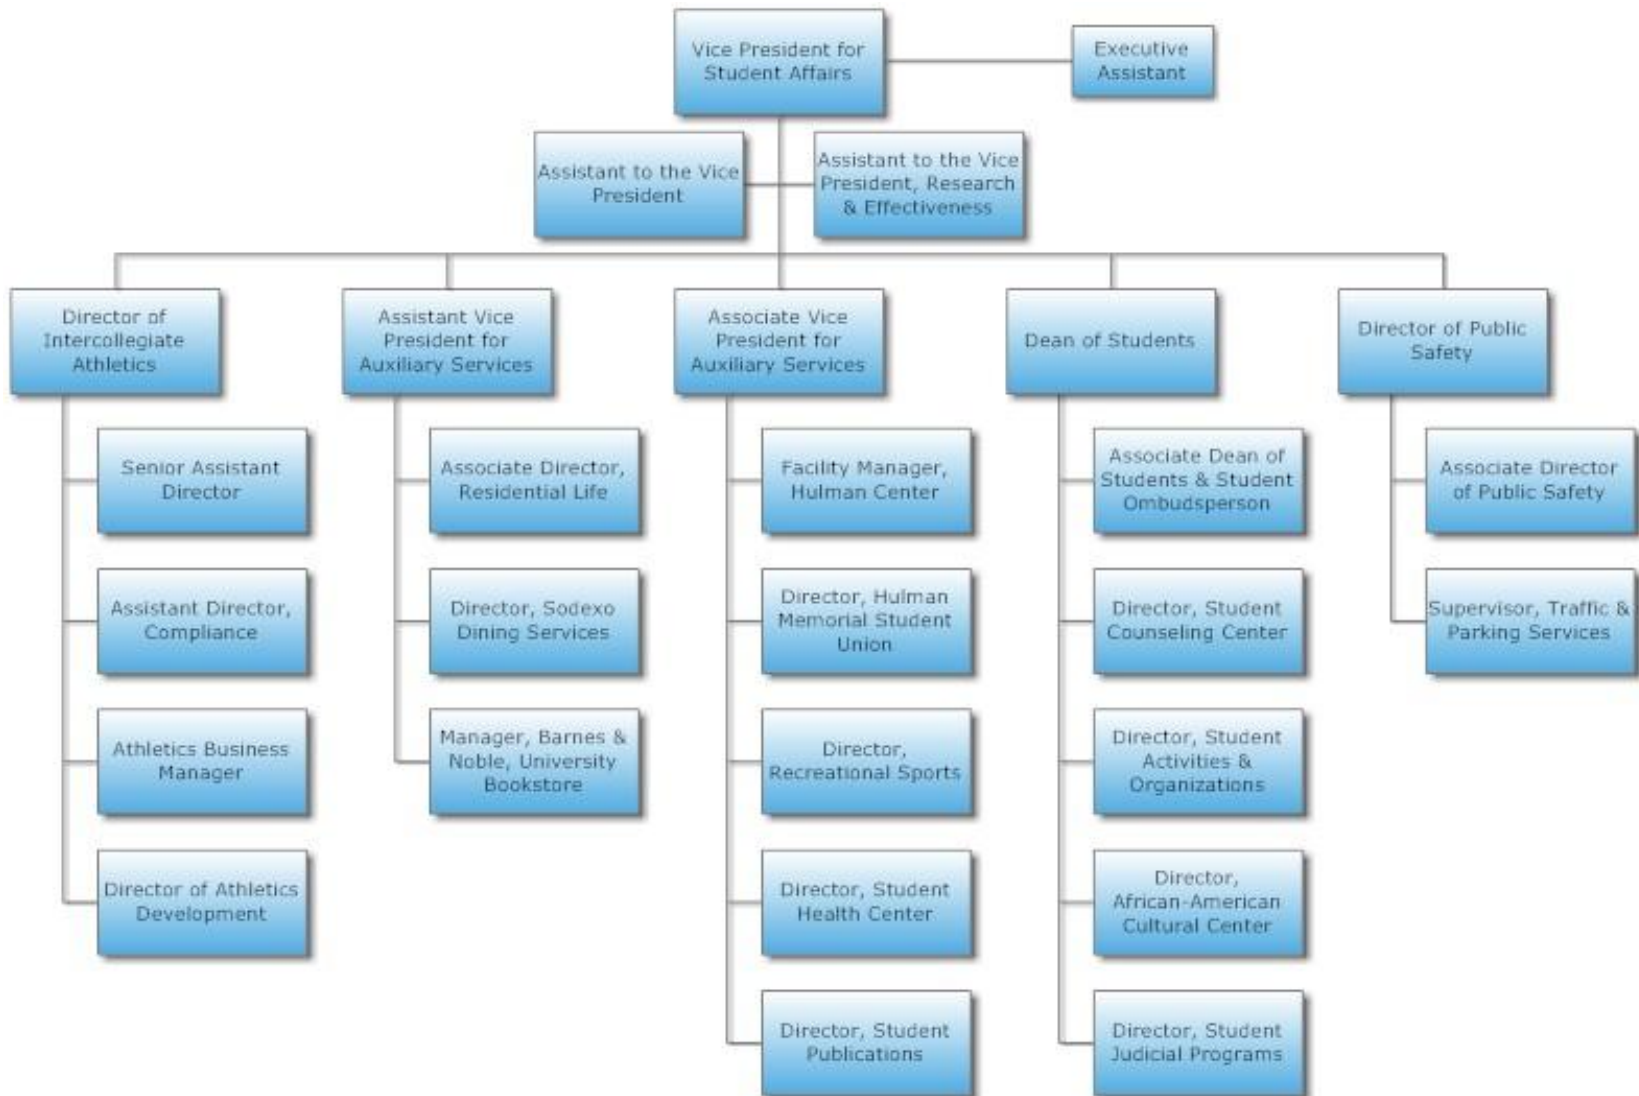 Vice President for
Student Affairs
Executive
Assistant
Assistant to the Vice
President
Assistant to the Vice
President, Research
& Effectiveness
Director of
Intercollegiate
Athletics
Assistant Vice
President for
Auxiliary Services
Associate Vice
President for
Auxiliary Services
Dean of Students
Director of Public
Safety
Senior Assistant
Director
Associate Director,
Residential Life
Facility Manager,
Hulman Center
Associate Dean of
Students & Student
Ombudsperson
Associate Director
of Public Safety
Assistant Director,
Compliance
Director, Sodexo
Dining Services
Director, Hulman
Memorial Student
Union
Director, Student
Counseling Center
Supervisor, Traffic &
Parking Services
Athletics Business
Manager
Manager, Barnes &
Noble, University
Bookstore
Director,
Recreational Sports
Director, Student
Activities &
Organizations
Director of Athletics
Development
Director, Student
Health Center
Director,
African-American
Cultural Center
Director, Student
Publications
Director, Student
Judicial Programs